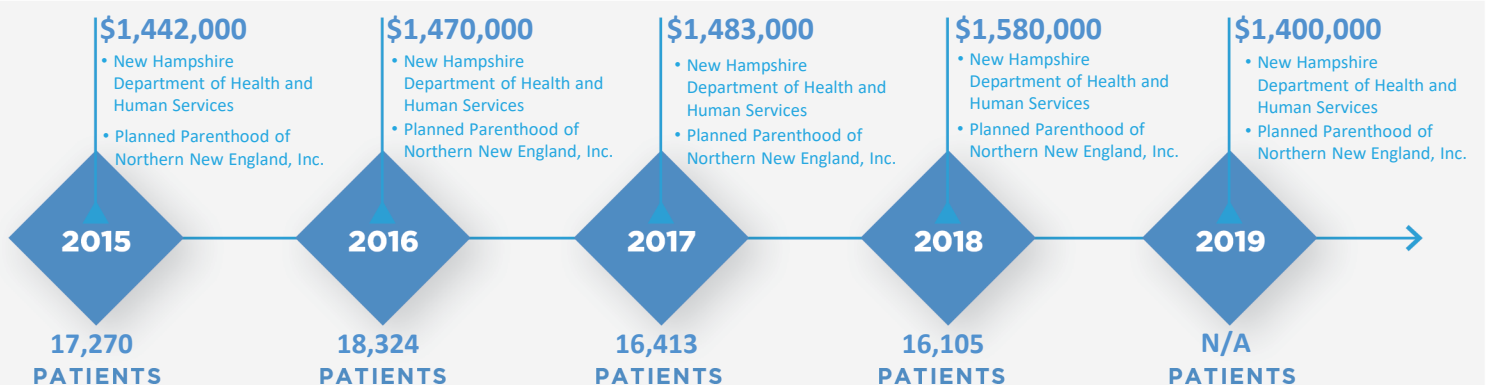 $1,442,000
• New Hampshire
Department of Health and
Human Services
• Planned Parenthood of
Northern New England, Inc.
2015
17,270
PATIENTS
$1,470,000
• New Hampshire
Department of Health and
Human Services
• Planned Parenthood of
Northern New England, Inc.
2016
18,324
PATIENTS
$1,483,000
• New Hampshire
Department of Health and
Human Services
• Planned Parenthood of
Northern New England, Inc.
2017
16,413
PATIENTS
$1,580,000
• New Hampshire
Department of Health and
Human Services
• Planned Parenthood of
Northern New England, Inc.
2018
16,105
PATIENTS
$1,400,000
• New Hampshire
Department of Health and
Human Services
• Planned Parenthood of
Northern New England, Inc.
2019
N/A
PATIENTS